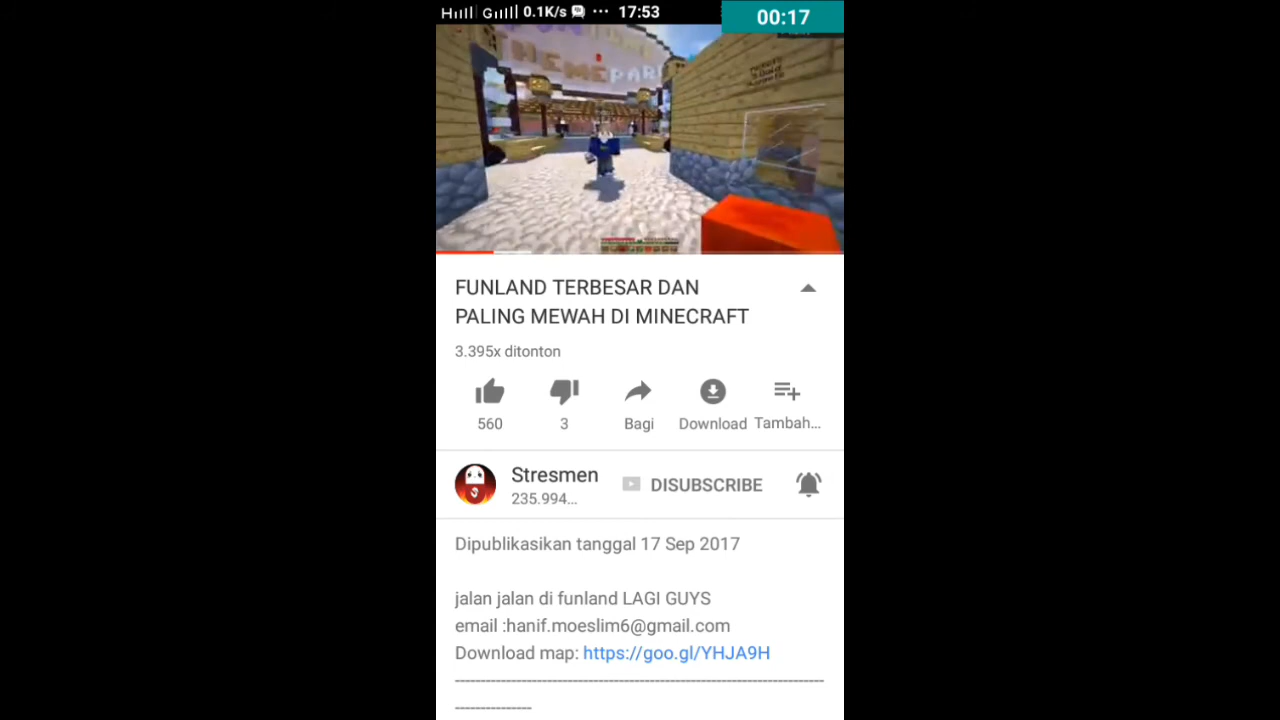 H G 0.1K/s ··· 17:53
00:17
THEMEPARK
FUNLAND TERBESAR DAN
PALING MEWAH DI MINECRAFT
3.395x ditonton
560
3
Bagi
Download
Tambah...
Stresmen
235.994...
DISUBSCRIBE
Dipublikasikan tanggal 17 Sep 2017
jalan jalan di funland LAGI GUYS
email :hanif.moeslim6@gmail.com
Download map: https://goo.gl/YHJA9H